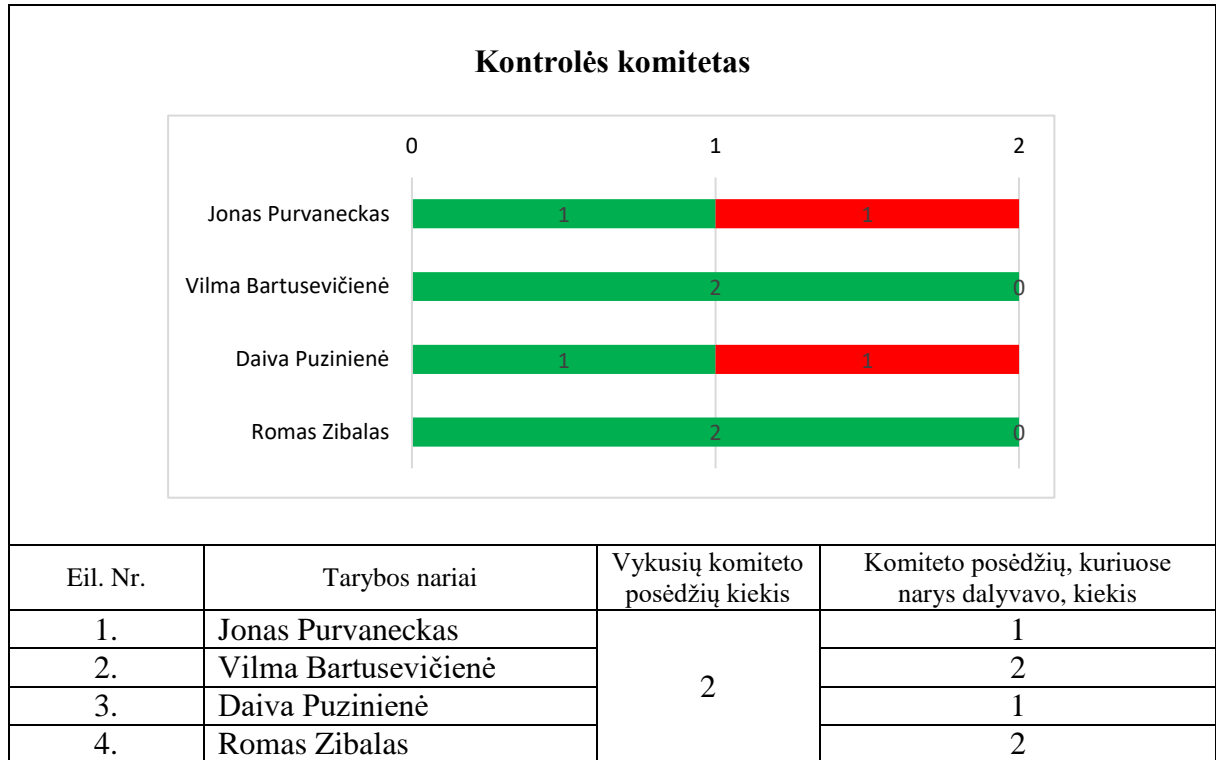 Kontrolės komitetas
0 1 2
Jonas Purvaneckas 1 1
Vilma Bartusevičienė 2 0
Daiva Puzinienė 1 1
Romas Zibalas 2 0
Eil. Nr. Tarybos nariai Vykusių komiteto posėdžių kiekis Komiteto posėdžių, kuriuose narys dalyvavo, kiekis
1. Jonas Purvaneckas 2 1
2. Vilma Bartusevičienė 2
3. Daiva Puzinienė 1
4. Romas Zibalas 2